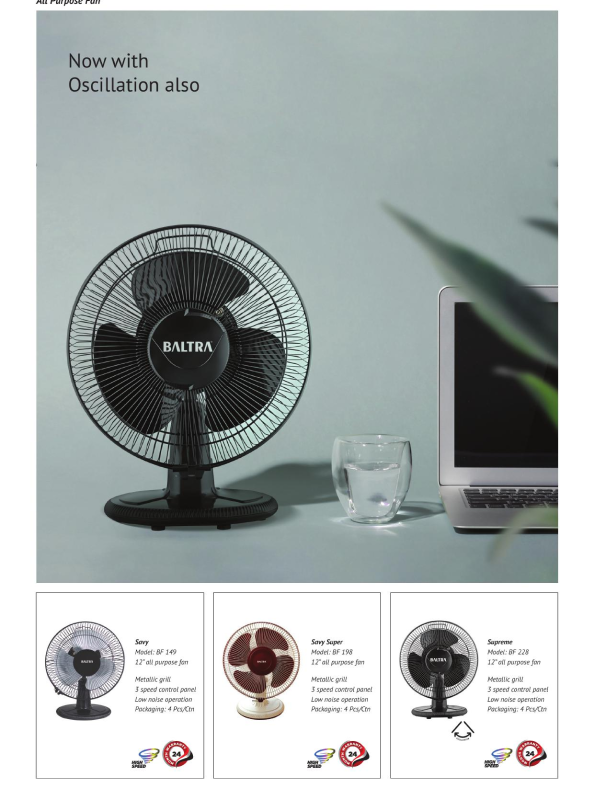 All Purpose Fan
Now with
Oscillation also
BALTRA
Savy
Model: BF 149
12" all purpose fan
Metallic grill
3 speed control panel
Low noise operation
Packaging: 4 Pcs/Ctn
BALTRA
HIGH
SPEED
24
Savy Super
Model: BF 198
12" all purpose fan
Metallic grill
3 speed control panel
Low noise operation
Packaging: 4 Pcs/Ctn
BALTRA
HIGH
SPEED
24
Supreme
Model: BF 228
12" all purpose fan
Metallic grill
3 speed control panel
Low noise operation
Packaging: 4 Pcs/Ctn
BALTRA
HIGH
SPEED
24